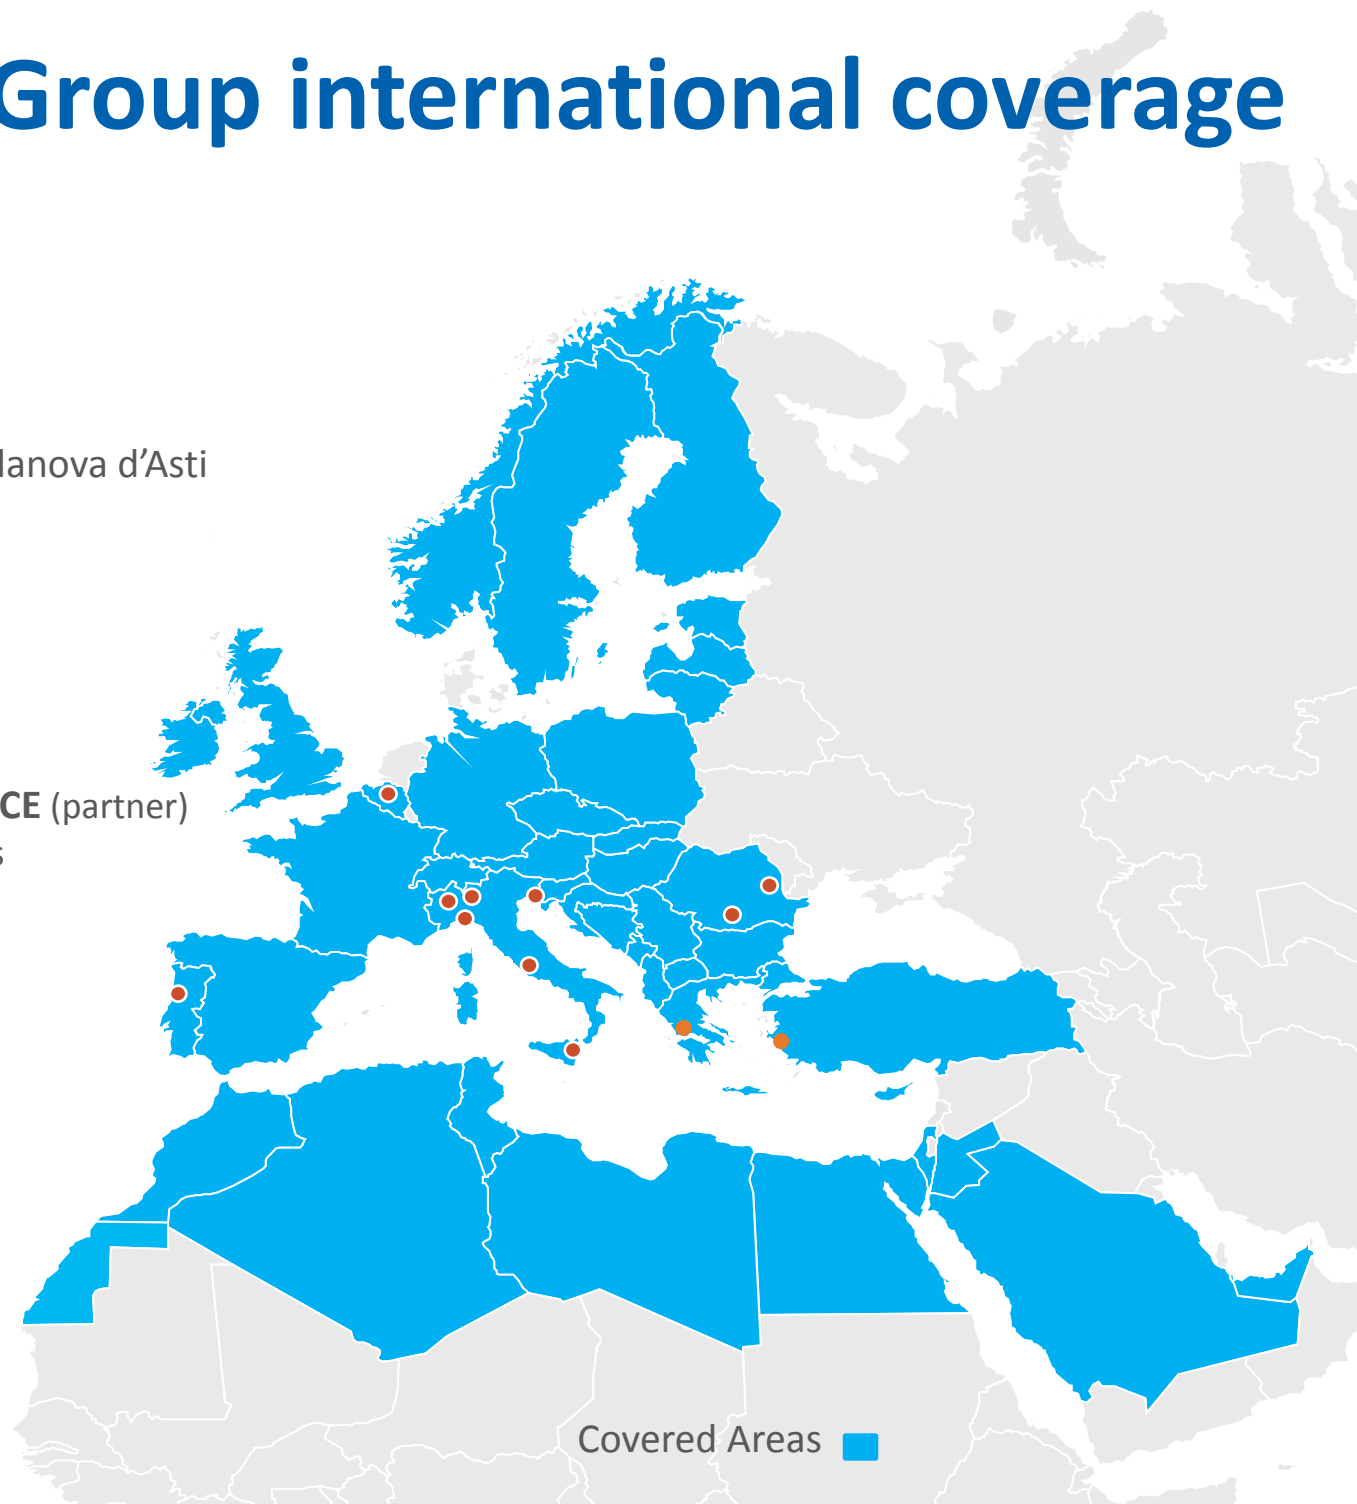 Group international coverage
lanova d’Asti
CE (partner)
s
Covered Areas